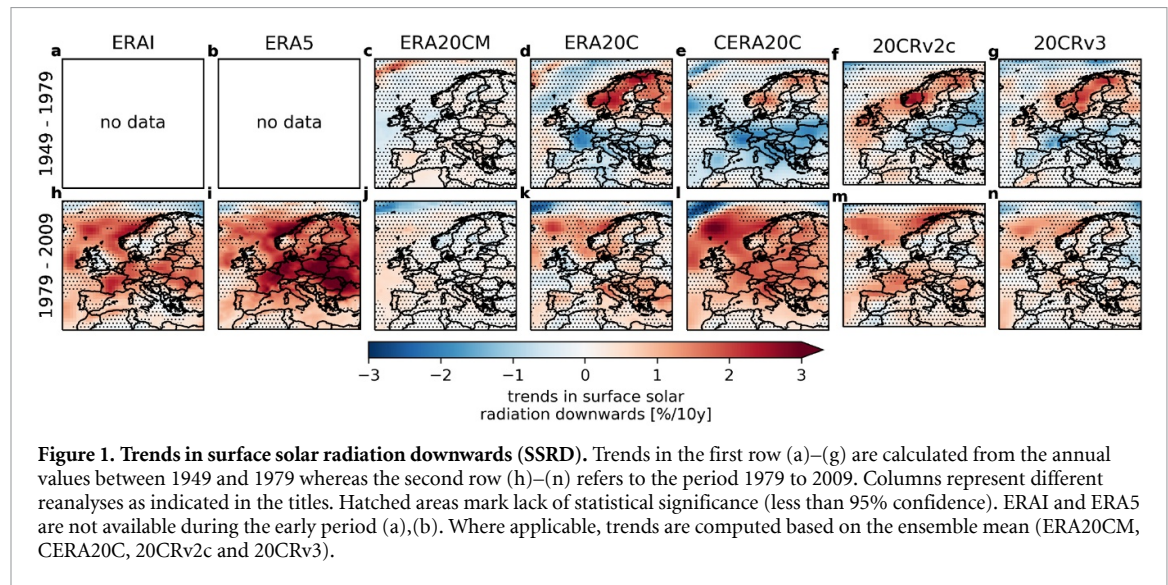 ERAI ERA5 ERA20CM ERA20C CERA20C 20CRv2c 20CRv3
a b c d e f g
1949 - 1979
no data no data
h i j k l m n
1979 - 2009
−3 −2 −1 0 1 2 3
trends in surface solar
radiation downwards [%/10y]
Figure 1. Trends in surface solar radiation downwards (SSRD). Trends in the first row (a)–(g) are calculated from the annual
values between 1949 and 1979 whereas the second row (h)–(n) refers to the period 1979 to 2009. Columns represent different
reanalyses as indicated in the titles. Hatched areas mark lack of statistical significance (less than 95% confidence). ERAI and ERA5
are not available during the early period (a),(b). Where applicable, trends are computed based on the ensemble mean (ERA20CM,
CERA20C, 20CRv2c and 20CRv3).